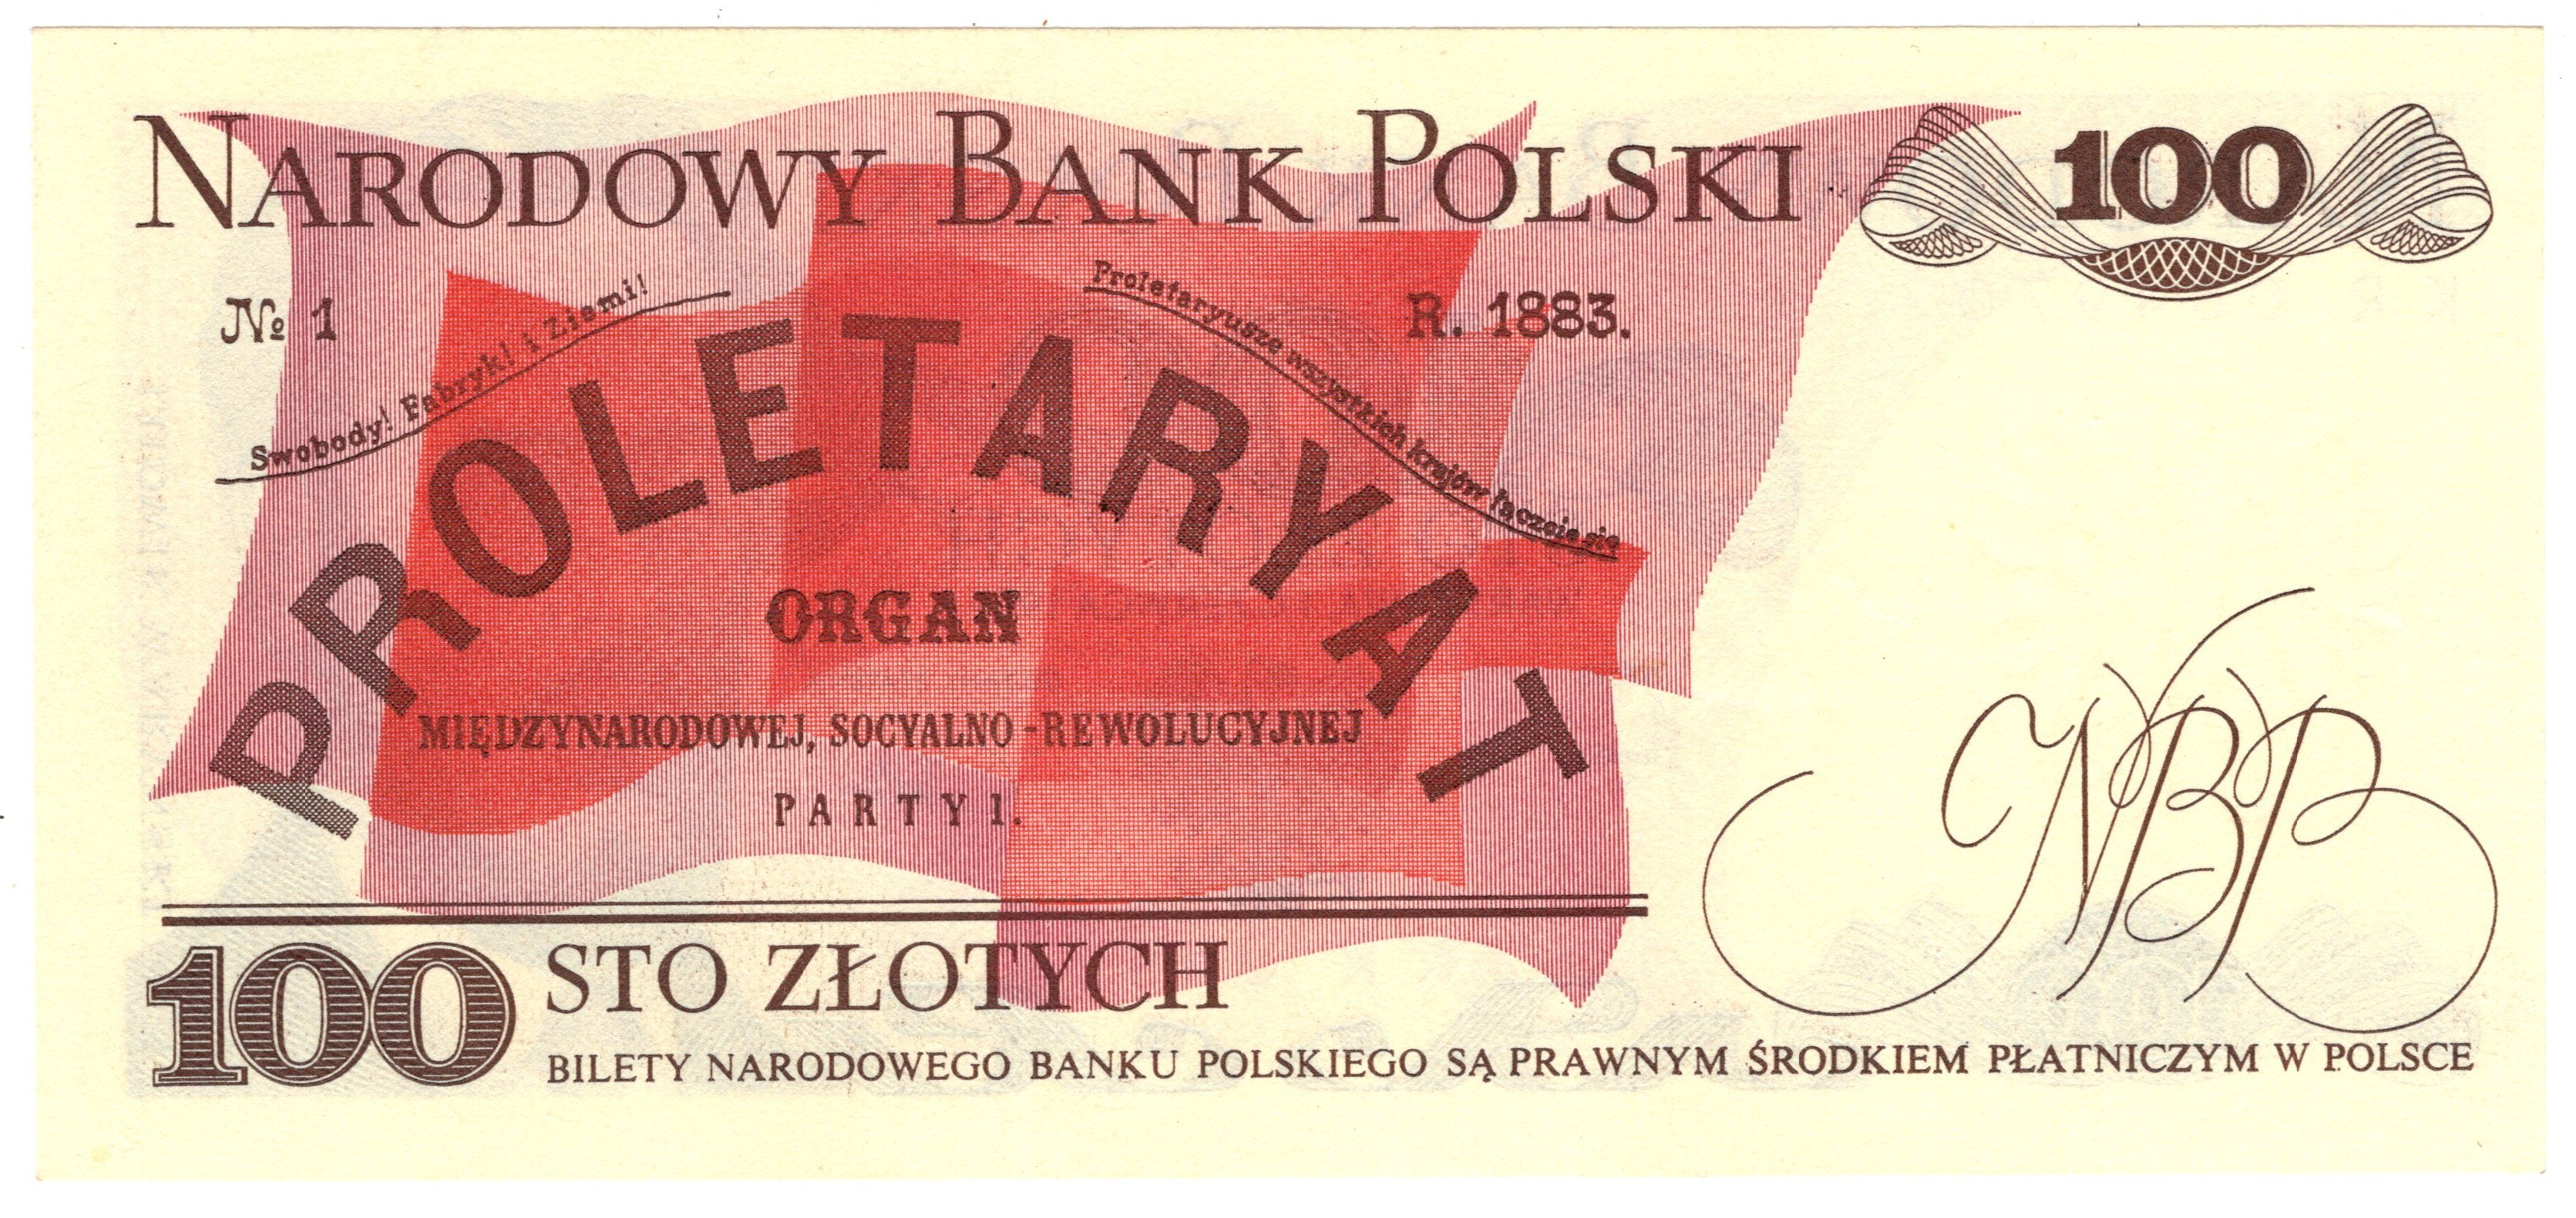 NARODOWY BANK POLSKI
100
№ 1
Swobody! Fabryk! i Ziemi!
Proletaryusze wszystkich krajów łączcie się
R. 1883.
PROLETARYAT
ORGAN
MIĘDZYNARODOWEJ, SOCYALNO-REWOLUCYJNEJ
PARTYI.
NBP
100
STO ZŁOTYCH
BILETY NARODOWEGO BANKU POLSKIEGO SĄ PRAWNYM ŚRODKIEM PŁATNICZYM W POLSCE